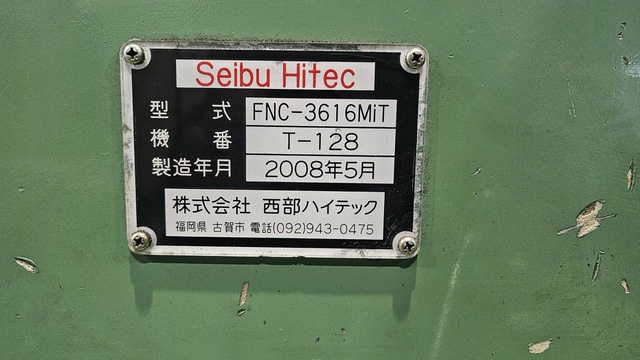 Seibu Hitec
型 式 FNC-3616MiT
機 番 T-128
製造年月 2008年5月
株式会社 西部ハイテック
福岡県 古賀市 電話(092)943-0475